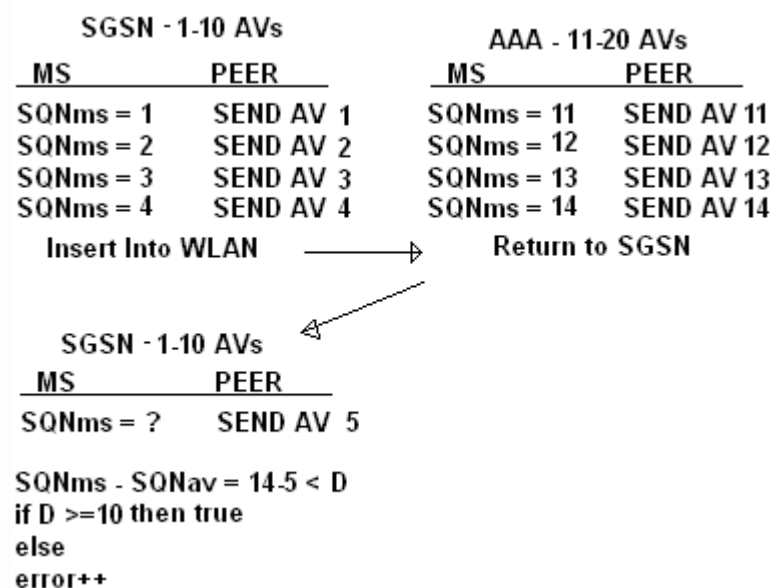 SGSN - 1-10 AVs
MS PEER
SQNms = 1 SEND AV 1
SQNms = 2 SEND AV 2
SQNms = 3 SEND AV 3
SQNms = 4 SEND AV 4
Insert Into WLAN
AAA - 11-20 AVs
MS PEER
SQNms = 11 SEND AV 11
SQNms = 12 SEND AV 12
SQNms = 13 SEND AV 13
SQNms = 14 SEND AV 14
Return to SGSN
SGSN - 1-10 AVs
MS PEER
SQNms = ? SEND AV 5
SQNms - SQNav = 14-5 < D
if D >=10 then true
else
error++